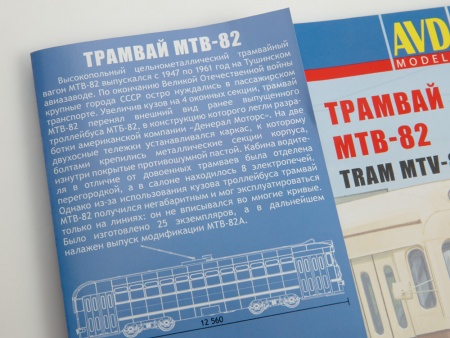 ТРАМВАЙ МТВ-82
Высокопольный цельнометаллический трамвайный
вагон МТВ-82 выпускался с 1947 по 1961 год на Тушинском
авиазаводе. По окончанию Великой Отечественной войны
крупные города СССР остро нуждались в пассажирском
транспорте. Увеличив кузов на 4 оконных секции, трамвай
МТВ-82 перенял внешний вид ранее выпущенного
троллейбуса МТБ-82, в конструкцию которого легли разра-
ботки американской компании «Дженерал Моторс». На две
двухосные тележки устанавливался каркас, к которому
болтами крепились металлические секции корпуса,
изнутри покрытые противошумной пастой. Кабина водите-
ля в отличие от довоенных трамваев была отделена
перегородкой, а в салоне находилось 8 электропечей.
Однако из-за использования кузова троллейбуса трамвай
МТВ-82 получился негабаритным и мог эксплуатироваться
только на линиях: он не вписывался во многие кривые.
Было изготовлено 25 экземпляров, а в дальнейшем
налажен выпуск модификации МТВ-82А.
12 560
AVD
MODEL
ТРАМВАЙ
МТВ-82
TRAM MTV-8